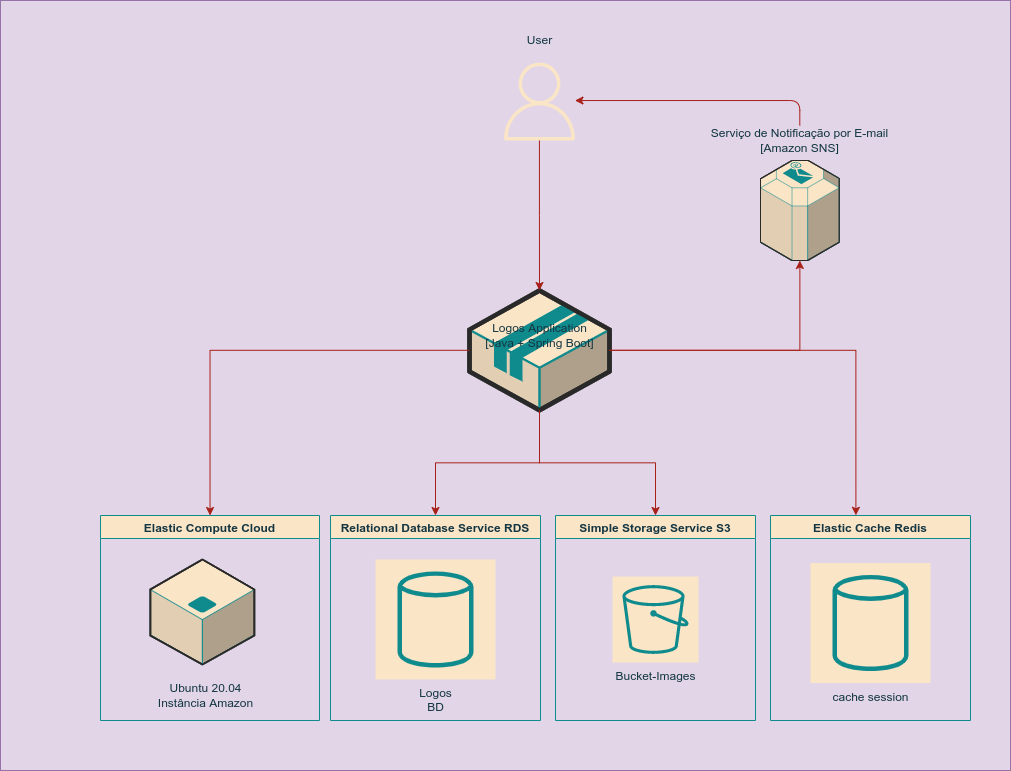 User
Serviço de Notificação por E-mail
[Amazon SNS]
Logos Application
[Java + Spring Boot]
Elastic Compute Cloud
Ubuntu 20.04
Instância Amazon
Relational Database Service RDS
Logos
BD
Simple Storage Service S3
Bucket-Images
Elastic Cache Redis
cache session